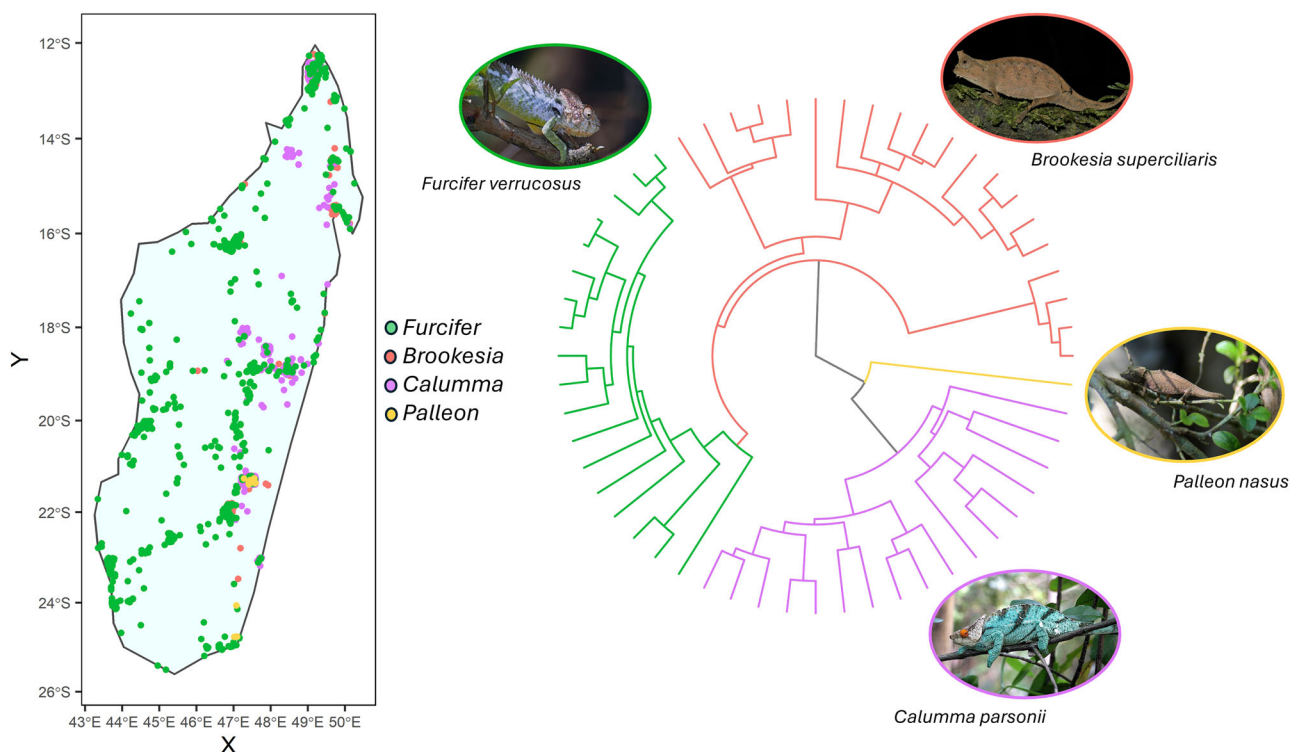 12°S
14°S
16°S
18°S
20°S
22°S
24°S
26°S
Y
43°E 44°E 45°E 46°E 47°E 48°E 49°E 50°E
X
Furcifer
Brookesia
Calumma
Palleon
Furcifer verrucosus
Brookesia superciliaris
Palleon nasus
Calumma parsonii